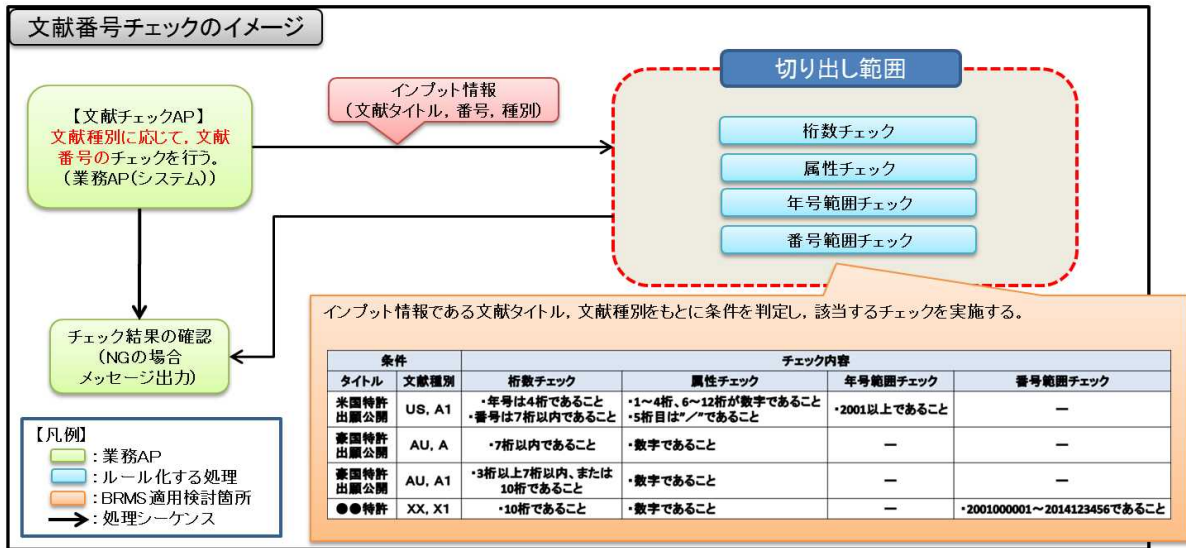 文献番号チェックのイメージ
【文献チェックAP】
文献種別に応じて，文献
番号のチェックを行う。
（業務AP（システム））
インプット情報
（文献タイトル，番号，種別）
切り出し範囲
桁数チェック
属性チェック
年号範囲チェック
番号範囲チェック
チェック結果の確認
（NGの場合
メッセージ出力）
インプット情報である文献タイトル，文献種別をもとに条件を判定し，該当するチェックを実施する。
条件 チェック内容
タイトル 文献種別 桁数チェック 属性チェック 年号範囲チェック 番号範囲チェック
米国特許 US, A1 ・年号は4桁であること ・1～4桁、6～12桁が数字であること ・2001以上であること ー
出願公開 ・番号は7桁以内であること ・5桁目は"／"であること
豪国特許 AU, A ・7桁以内であること ・数字であること ー ー
出願公開
豪国特許 AU, A1 ・3桁以上7桁以内、または ・数字であること ー ー
出願公開 10桁であること
●●特許 XX, X1 ・10桁であること ・数字であること ー ・2001000001～2014123456であること
【凡例】
：業務AP
：ルール化する処理
：BRMS適用検討箇所
：処理シーケンス